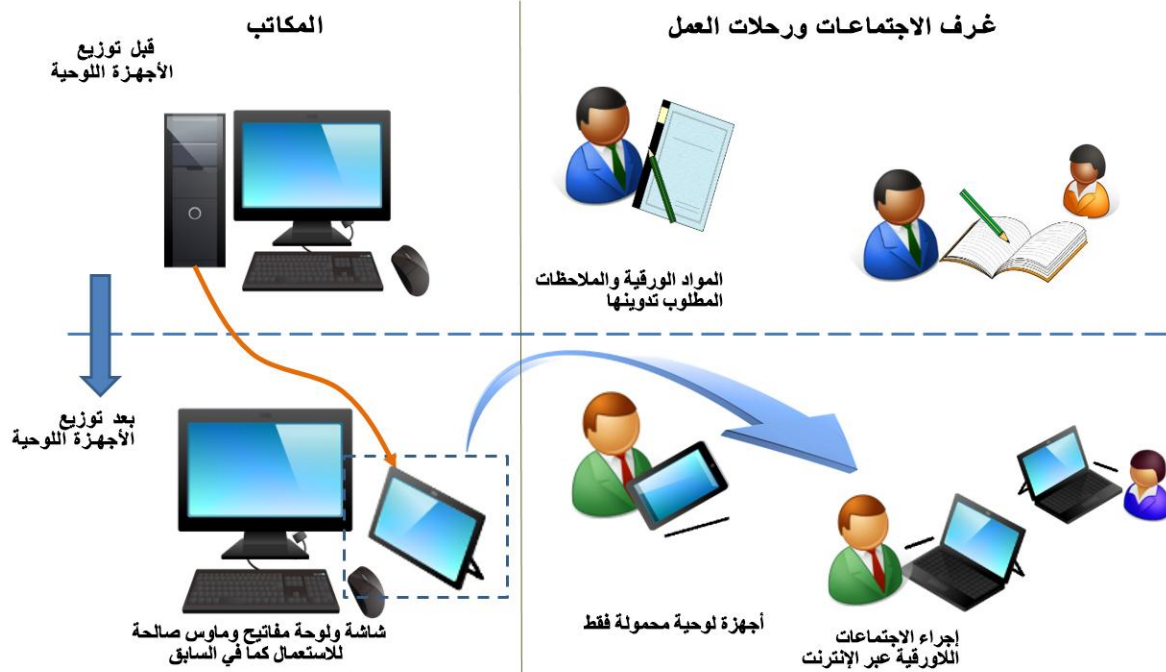 غرف الاجتماعات ورحلات العمل
المكاتب
قبل توزيع
الأجهزة اللوحية
المواد الورقية والملاحظات
المطلوب تدوينها
بعد توزيع
الأجهزة اللوحية
شاشة ولوحة مفاتيح وماوس صالحة
للاستعمال كما في السابق
أجهزة لوحية محمولة فقط
إجراء الاجتماعات
اللاورقية عبر الإنترنت